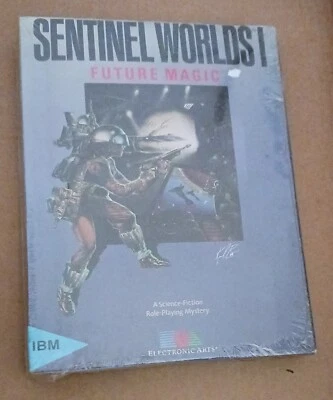 SENTINEL WORLDS I
FUTURE MAGIC
A Science Fiction
Role-Playing Mystery
IBM
ELECTRONIC ARTS®